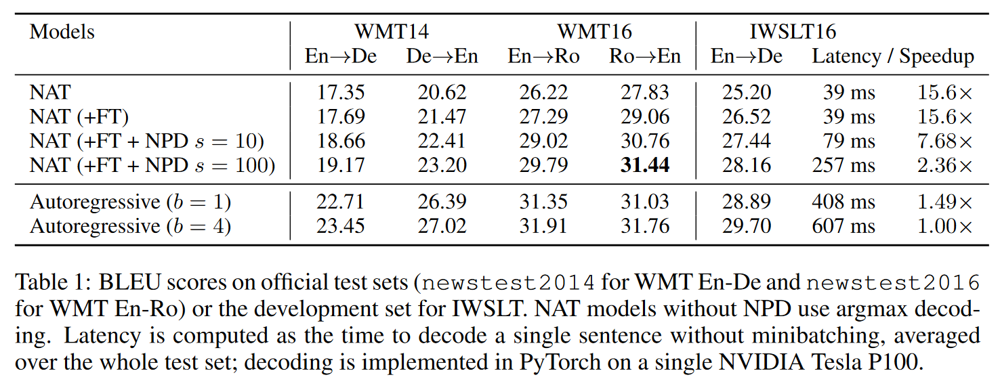 Models WMT14 WMT16 IWSLT16
En→De De→En En→Ro Ro→En En→De Latency / Speedup
NAT 17.35 20.62 26.22 27.83 25.20 39 ms 15.6×
NAT (+FT) 17.69 21.47 27.29 29.06 26.52 39 ms 15.6×
NAT (+FT + NPD s = 10) 18.66 22.41 29.02 30.76 27.44 79 ms 7.68×
NAT (+FT + NPD s = 100) 19.17 23.20 29.79 31.44 28.16 257 ms 2.36×
Autoregressive (b = 1) 22.71 26.39 31.35 31.03 28.89 408 ms 1.49×
Autoregressive (b = 4) 23.45 27.02 31.91 31.76 29.70 607 ms 1.00×
Table 1: BLEU scores on official test sets (newstest2014 for WMT En-De and newstest2016
for WMT En-Ro) or the development set for IWSLT. NAT models without NPD use argmax decod-
ing. Latency is computed as the time to decode a single sentence without minibatching, averaged
over the whole test set; decoding is implemented in PyTorch on a single NVIDIA Tesla P100.